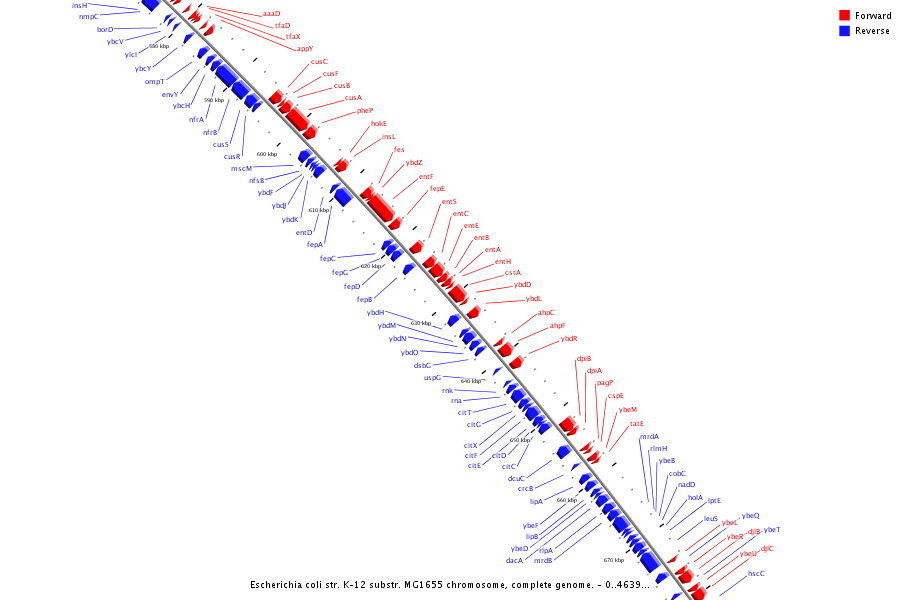 Forward
Reverse
insH
nmpC
borD
ybcV
ylcI
ybcY
ompT
envY
ybcH
nfrA
nfrB
cusS
cusR
mscM
nfsB
ybdF
ybdJ
ybdK
entD
fepA
fepC
fepG
fepD
fepB
ybdH
ybdM
ybdN
ybdO
dsbG
uspG
rnk
rna
citT
citG
citX
citF
citD
citE
citC
dcuC
crcB
lipA
ybeF
lipB
ybeD
rlpA
dacA
mrdB
580 kbp
590 kbp
600 kbp
610 kbp
620 kbp
630 kbp
640 kbp
650 kbp
660 kbp
670 kbp
aaaD
tfaD
tfaX
appY
cusC
cusF
cusB
cusA
pheP
hokE
insL
fes
ybdZ
entF
fepE
entS
entC
entE
entB
entA
entH
cstA
ybdD
ybdL
ahpC
ahpF
ybdR
dpiB
dpiA
pagP
cspE
ybeM
tatE
mrdA
rlmH
ybeB
cobC
nadD
holA
lptE
leuS
ybeL
ybeQ
ybeR
djlB
ybeT
ybeU
djlC
hscC
Escherichia coli str. K-12 substr. MG1655 chromosome, complete genome. - 0..4639...